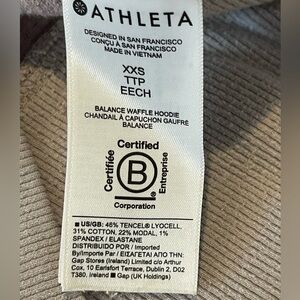 ATHLETA
DESIGNED IN SAN FRANCISCO
CONÇU À SAN FRANCISCO
MADE IN VIETNAM
XXS
TTP
EECH
BALANCE WAFFLE HOODIE
CHANDAIL À CAPUCHON GAUFRÉ
BALANCE
Certified
Certifiée
B
Entreprise
Corporation
US/GB: 46% TENCEL® LYOCELL,
31% COTTON, 22% MODAL, 1%
SPANDEX / ELASTANE
DISTRIBUIDO POR / Imported
By/Importe Par / ΕΙΣΑΓΕΤΑΙ ΑΠΟ ΤΗΝ:
Gap Stores (Ireland) Limited c/o Arthur
Cox, 10 Earlsfort Terrace, Dublin 2, D02
T380, Ireland Gap (UK Holdings)